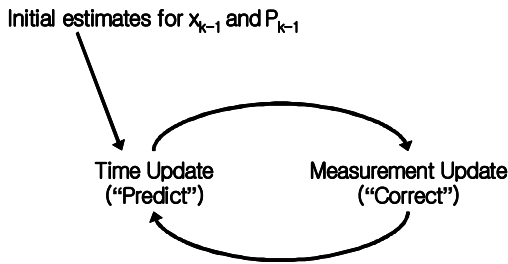 Initial estimates for xₖ₋₁ and Pₖ₋₁
Time Update
(“Predict”)
Measurement Update
(“Correct”)